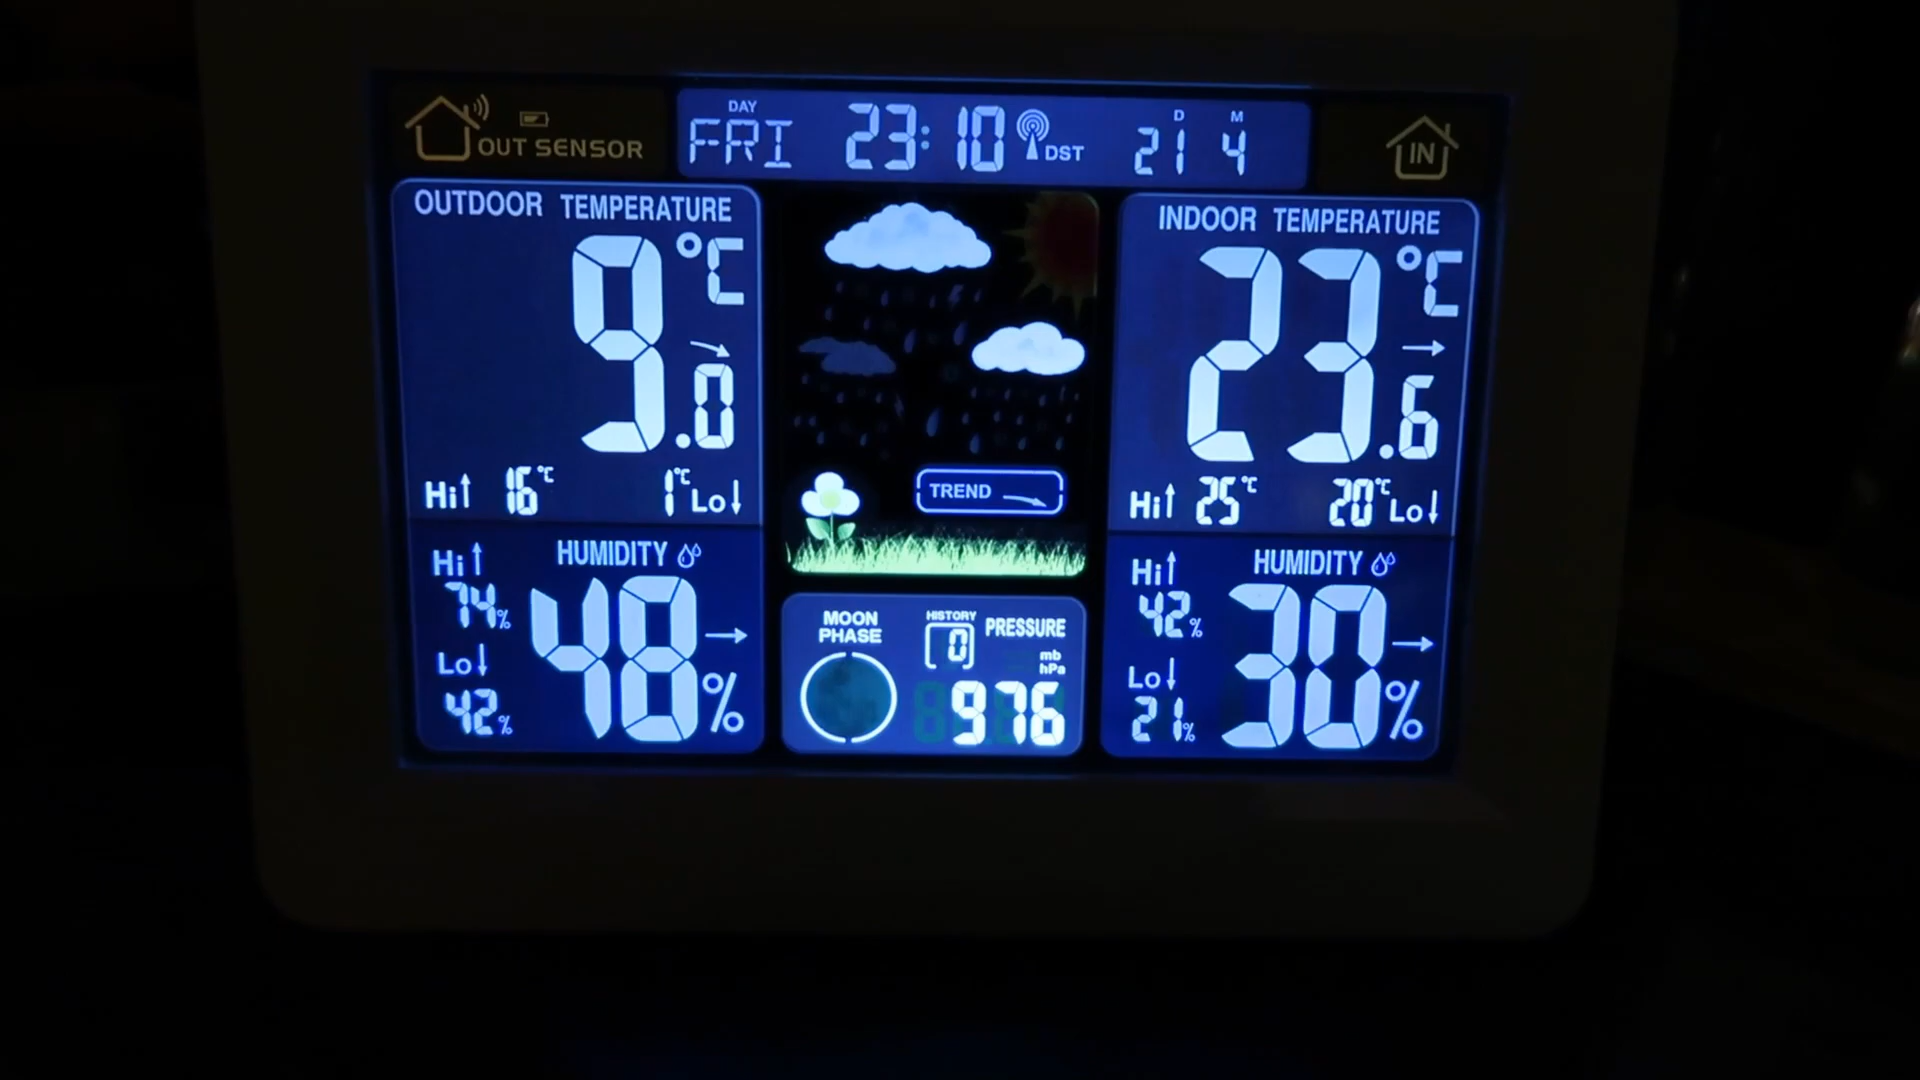 OUT SENSOR
DAY
FRI 23:10 DST
D M
21 4
IN
OUTDOOR TEMPERATURE
9.0 °C
Hi↑ 16°C 1°C Lo↓
HUMIDITY
Hi↑
74%
Lo↓
42%
48%
TREND
MOON
PHASE
HISTORY
0
PRESSURE
mb
hPa
976
INDOOR TEMPERATURE
23.6 °C
Hi↑ 25°C 20°C Lo↓
HUMIDITY
Hi↑
42%
Lo↓
21%
30%